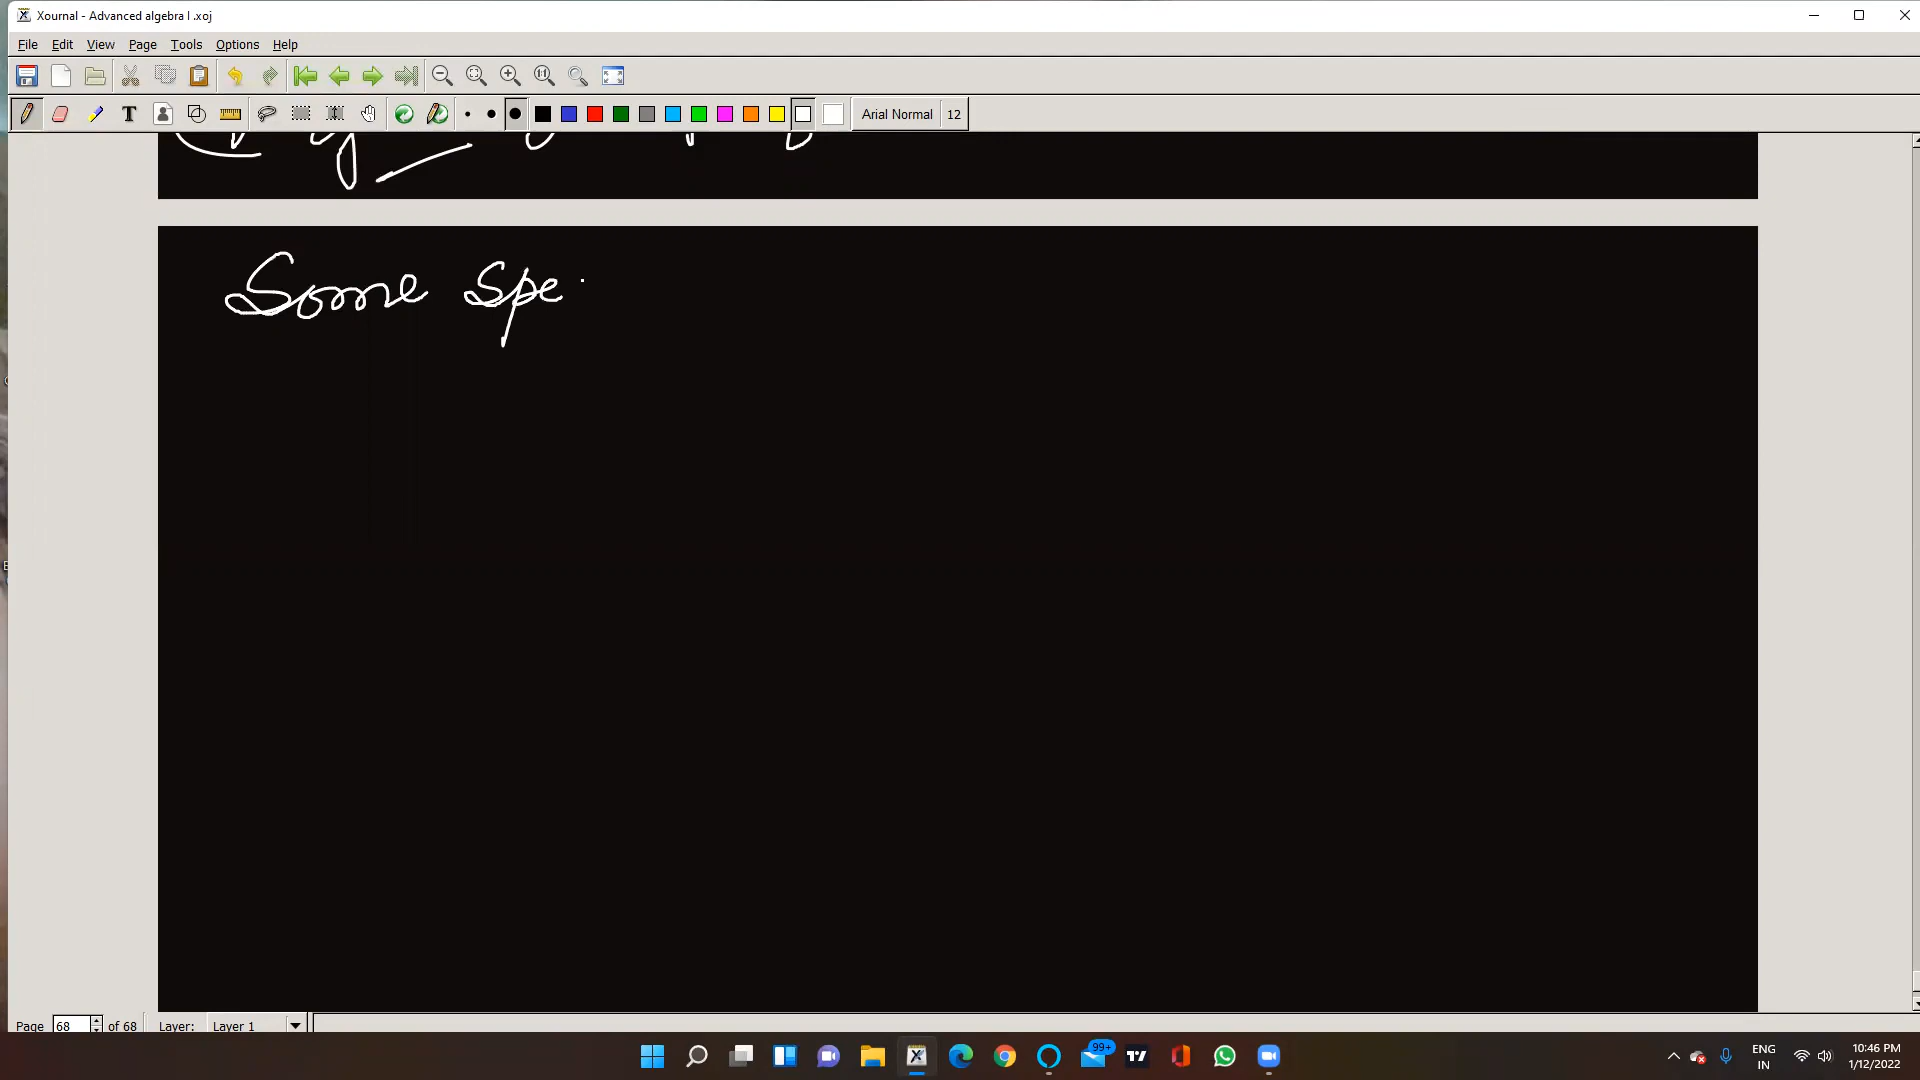 Xournal - Advanced algebra I .xoj
File Edit View Page Tools Options Help
Arial Normal 12
Some Spe
Page 68 of 68 Layer: Layer 1
99+
ENG
IN
10:46 PM
1/12/2022